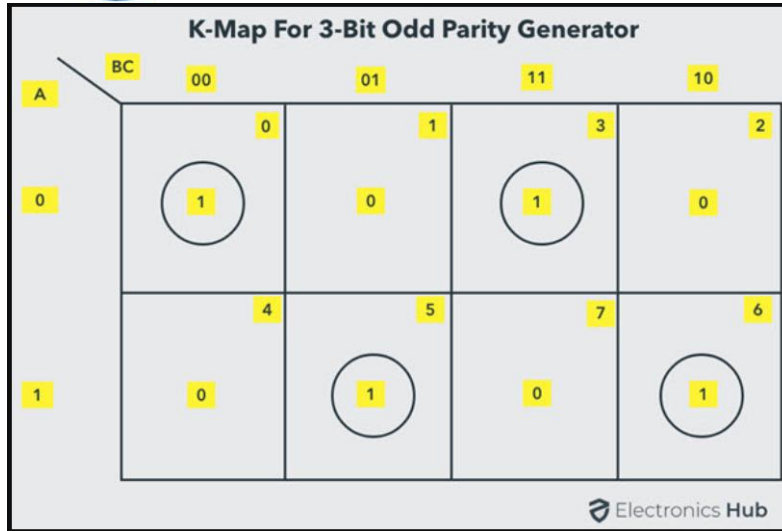 K-Map For 3-Bit Odd Parity Generator
BC
A
00 01 11 10
0 1 3 2
0 1 0 1 0
4 5 7 6
1 0 1 0 1
Electronics Hub